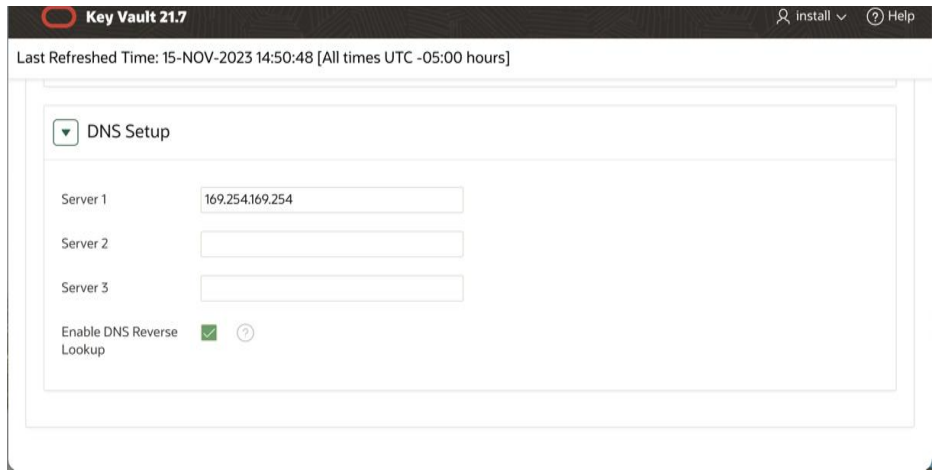 Key Vault 21.7
install
? Help
Last Refreshed Time: 15-NOV-2023 14:50:48 [All times UTC -05:00 hours]
DNS Setup
Server 1
169.254.169.254
Server 2
Server 3
Enable DNS Reverse
Lookup
?